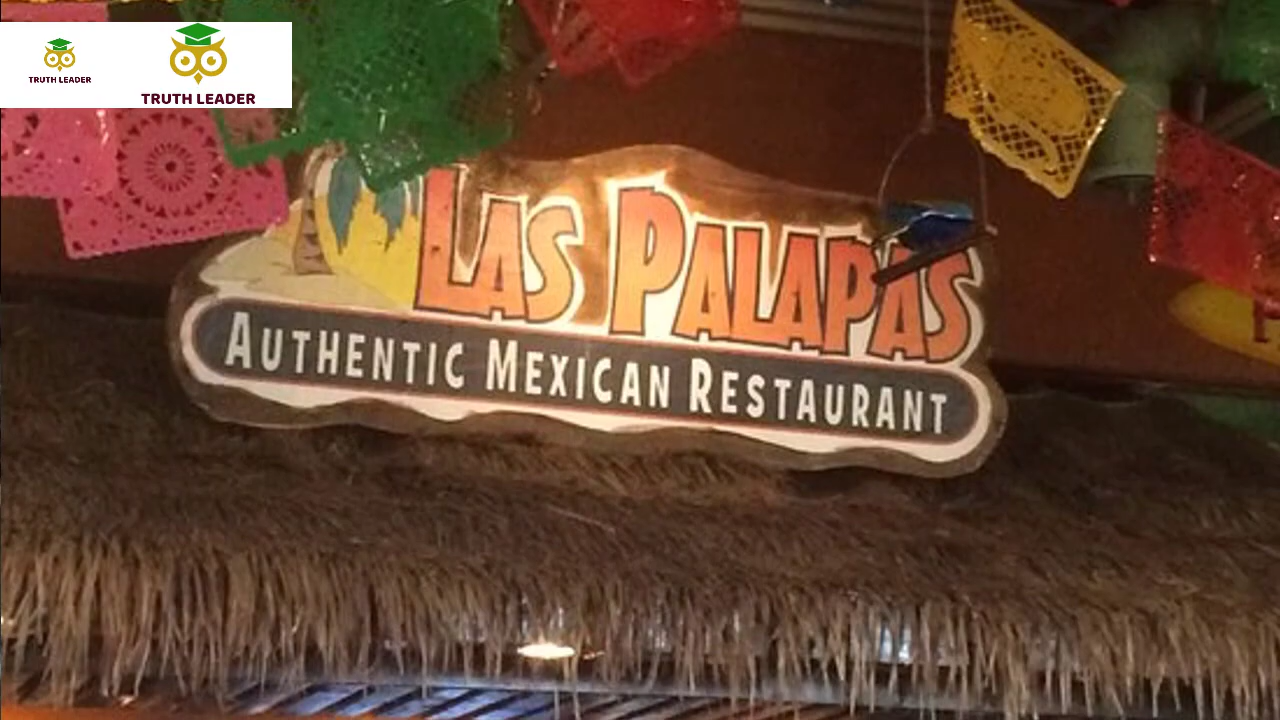 TRUTH LEADER
TRUTH LEADER
LAS PALAPAS
AUTHENTIC MEXICAN RESTAURANT